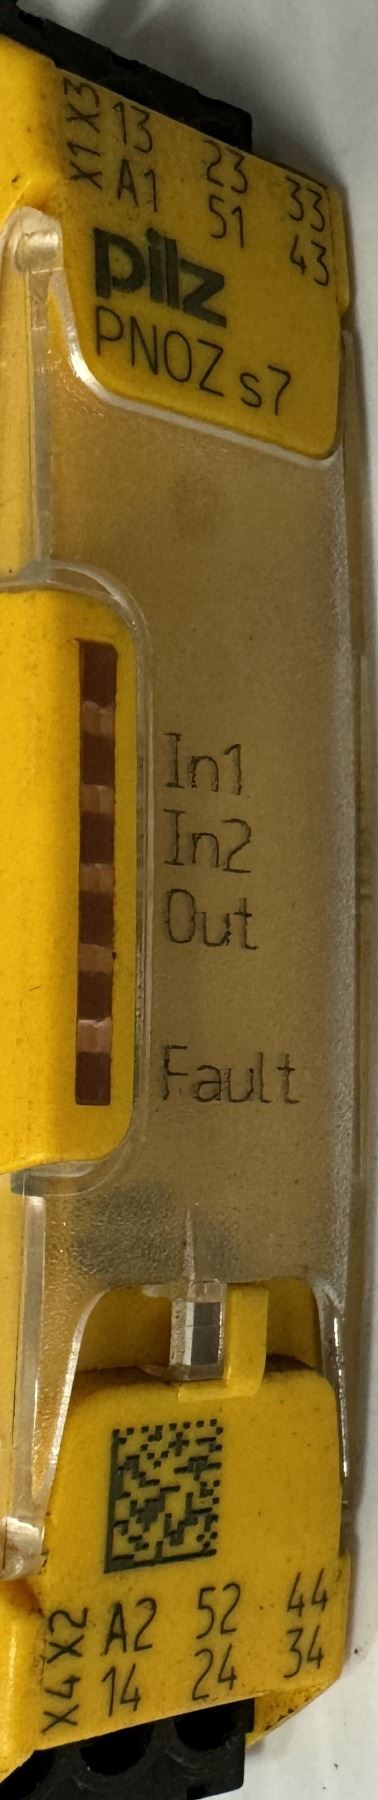 X3 13 23 33
X1 A1 51 43
pilz
PNOZ s7
In1
In2
Out
Fault
X2 A2 52 44
X4 14 24 34